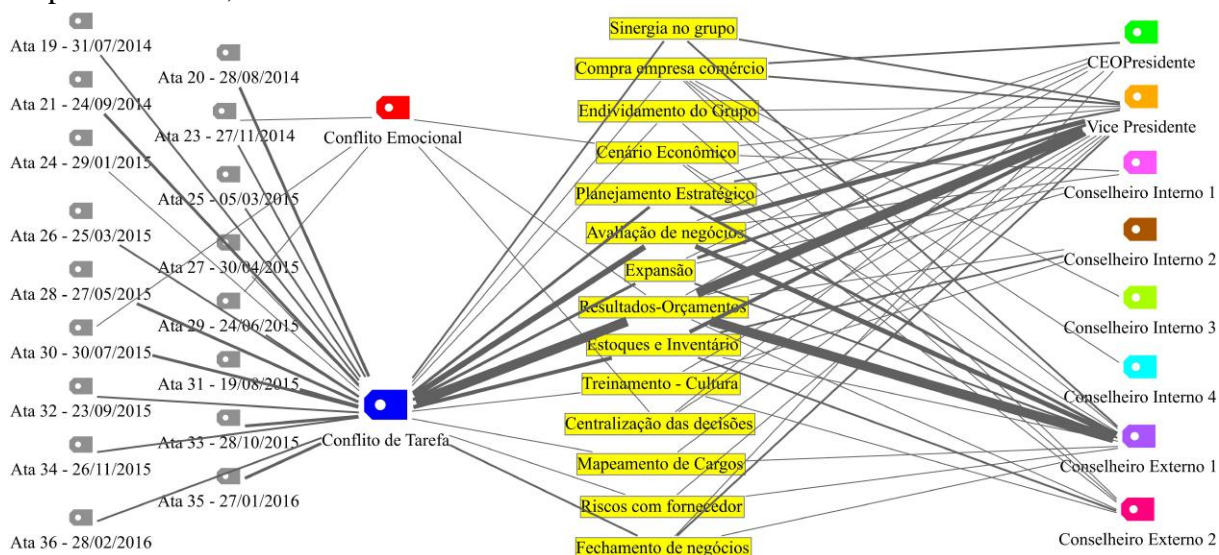 Ata 19 - 31/07/2014
Ata 20 - 28/08/2014
Ata 21 - 24/09/2014
Ata 23 - 27/11/2014
Ata 24 - 29/01/2015
Ata 25 - 05/03/2015
Ata 26 - 25/03/2015
Ata 27 - 30/04/2015
Ata 28 - 27/05/2015
Ata 29 - 24/06/2015
Ata 30 - 30/07/2015
Ata 31 - 19/08/2015
Ata 32 - 23/09/2015
Ata 33 - 28/10/2015
Ata 34 - 26/11/2015
Ata 35 - 27/01/2016
Ata 36 - 28/02/2016
Conflito Emocional
Conflito de Tarefa
Sinergia no grupo
Compra empresa comércio
Endividamento do Grupo
Cenário Econômico
Planejamento Estratégico
Avaliação de negócios
Expansão
Resultados-Orçamentos
Estoques e Inventário
Treinamento - Cultura
Centralização das decisões
Mapeamento de Cargos
Riscos com fornecedor
Fechamento de negócios
CEOPresidente
Vice Presidente
Conselheiro Interno 1
Conselheiro Interno 2
Conselheiro Interno 3
Conselheiro Interno 4
Conselheiro Externo 1
Conselheiro Externo 2